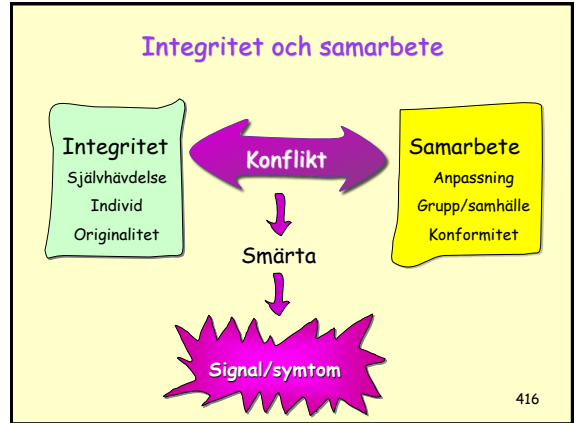 Integritet och samarbete
Integritet
Självhävdelse
Individ
Originalitet
Konflikt
Samarbete
Anpassning
Grupp/samhälle
Konformitet
Smärta
Signal/symtom
416